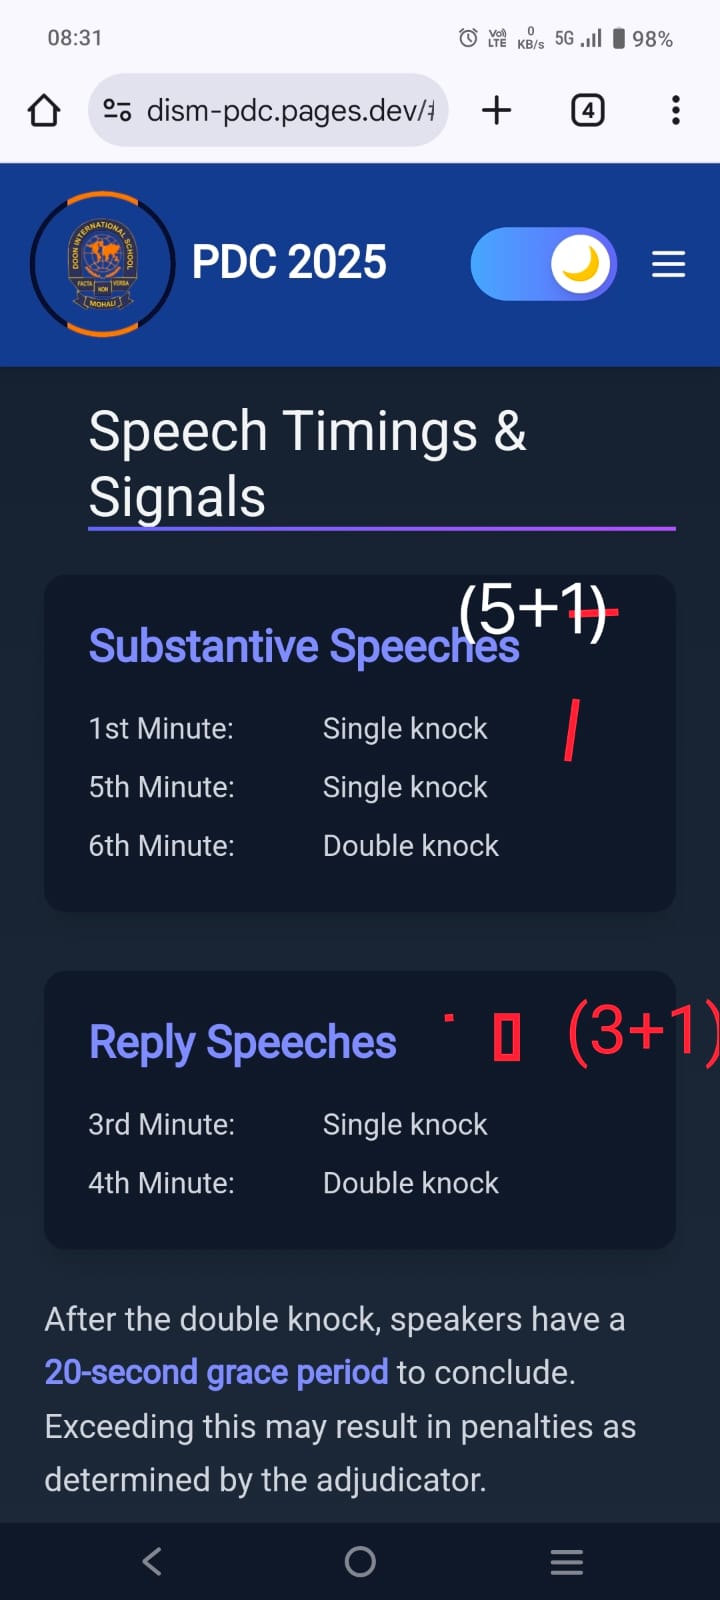 08:31
Vo)) LTE
0 KB/s
5G
98%
dism-pdc.pages.dev/#
4
DOON INTERNATIONAL SCHOOL
FACTA NON VERBA
MOHALI
PDC 2025
Speech Timings &
Signals
(5+1)
Substantive Speeches
1st Minute: Single knock
5th Minute: Single knock
6th Minute: Double knock
Reply Speeches (3+1)
3rd Minute: Single knock
4th Minute: Double knock
After the double knock, speakers have a
20-second grace period to conclude.
Exceeding this may result in penalties as
determined by the adjudicator.